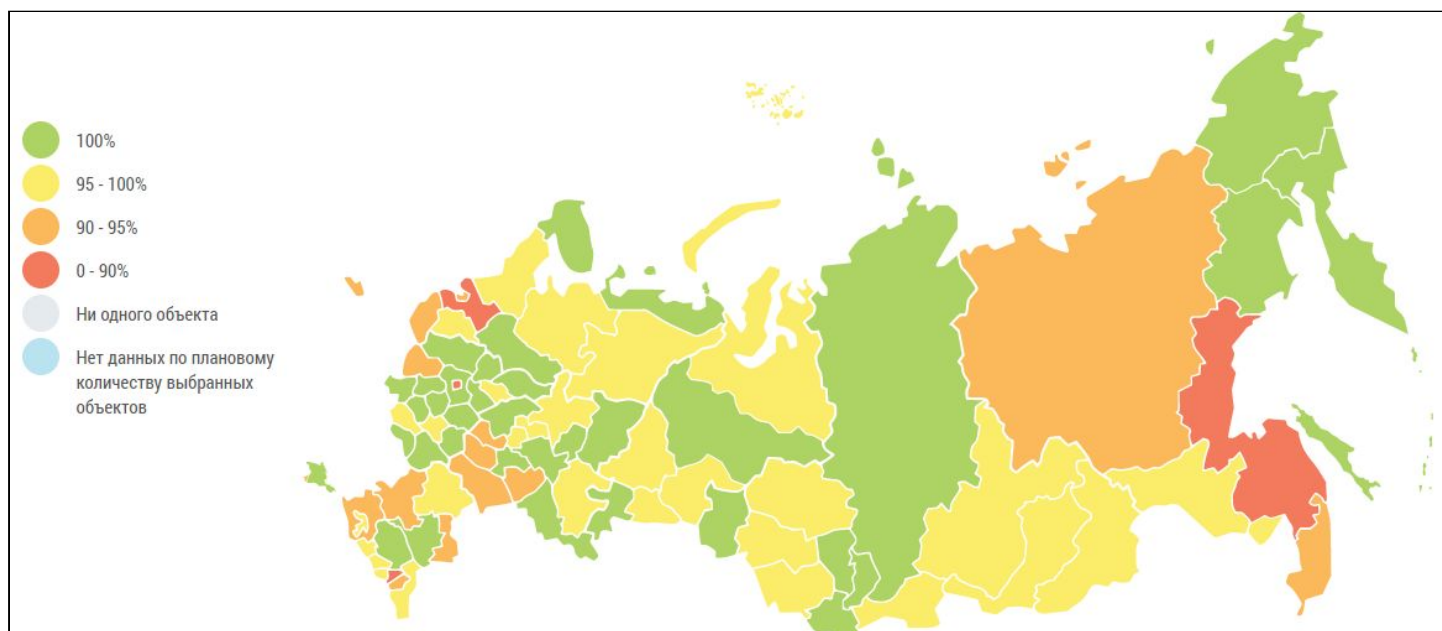 100%
95 - 100%
90 - 95%
0 - 90%
Ни одного объекта
Нет данных по плановому
количеству выбранных
объектов